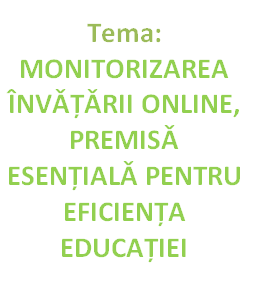 Tema:
MONITORIZAREA
ÎNVĂȚĂRII ONLINE,
PREMISĂ
ESENȚIALĂ PENTRU
EFICIENȚA
EDUCAȚIEI